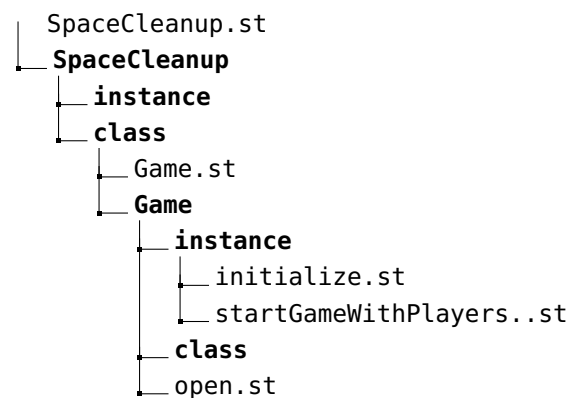 SpaceCleanup.st
SpaceCleanup
instance
class
Game.st
Game
instance
initialize.st
startGameWithPlayers..st
class
open.st